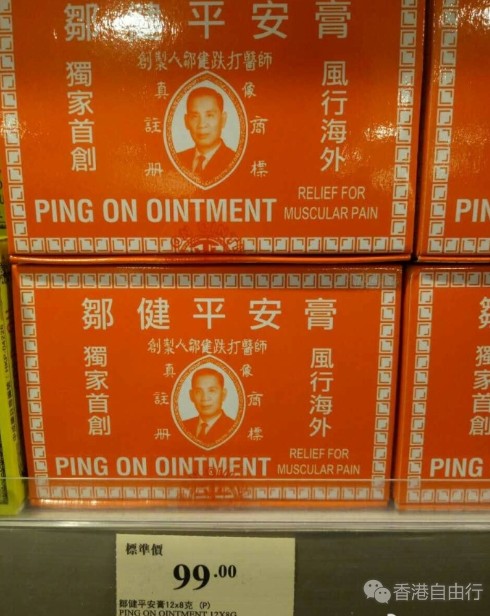 鄒健平安膏
創製人鄒健跌打醫師
獨家首創
真像
註商
册標
風行海外
PING ON OINTMENT
RELIEF FOR
MUSCULAR PAIN
PIN
鄒健平安膏
創製人鄒健跌打醫師
獨家首創
真像
註商
册標
風行海外
PING ON OINTMENT
RELIEF FOR
MUSCULAR PAIN
PING
標準價
99.00
鄒健平安膏12x8克 (P)
PING ON OINTMENT 12X8G
香港自由行